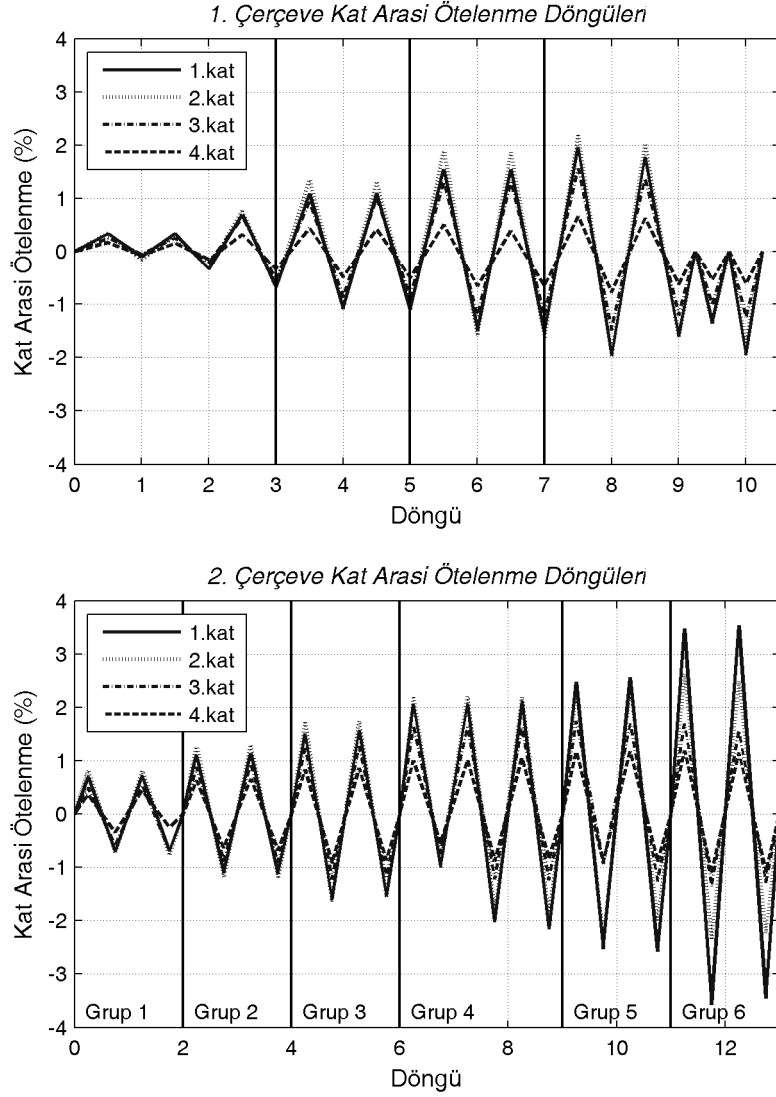 1. Çerçeve Kat Arasi Ötelenme Döngüleri
4
3
2
1
0
-1
-2
-3
-4
Kat Arasi Ötelenme (%)
1.kat
2.kat
3.kat
4.kat
0 1 2 3 4 5 6 7 8 9 10
Döngü
2. Çerçeve Kat Arasi Ötelenme Döngüleri
4
3
2
1
0
-1
-2
-3
-4
Kat Arasi Ötelenme (%)
1.kat
2.kat
3.kat
4.kat
Grup 1 Grup 2 Grup 3 Grup 4 Grup 5 Grup 6
0 2 4 6 8 10 12
Döngü